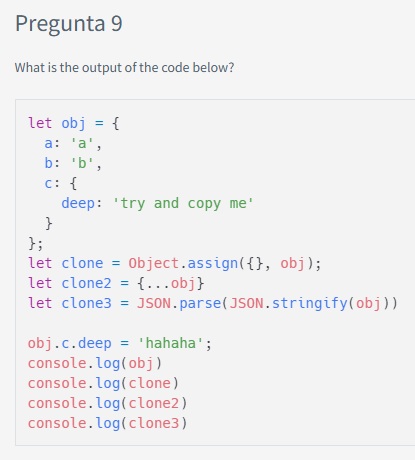 Pregunta 9
What is the output of the code below?
let obj = {
  a: 'a',
  b: 'b',
  c: {
    deep: 'try and copy me'
  }
};
let clone = Object.assign({}, obj);
let clone2 = {...obj}
let clone3 = JSON.parse(JSON.stringify(obj))

obj.c.deep = 'hahaha';
console.log(obj)
console.log(clone)
console.log(clone2)
console.log(clone3)